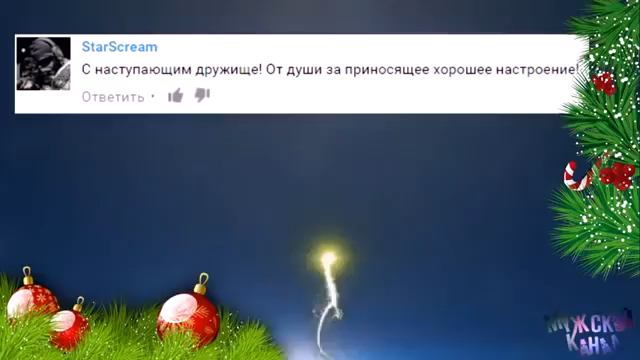 StarScream
С наступающим дружище! От души за приносящее хорошее настроение!
Ответить •
МУЖСКОЙ
КАНАЛ